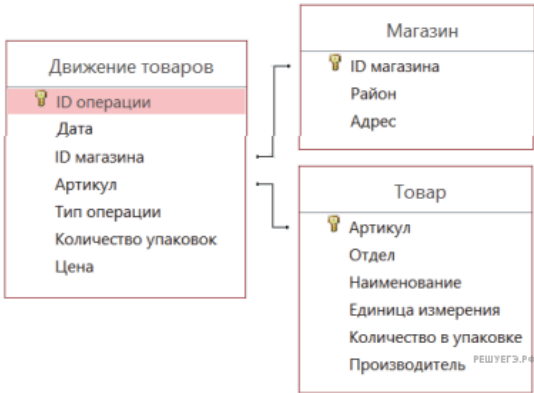 Движение товаров
ID операции
Дата
ID магазина
Артикул
Тип операции
Количество упаковок
Цена
Магазин
ID магазина
Район
Адрес
Товар
Артикул
Отдел
Наименование
Единица измерения
Количество в упаковке
Производитель
РЕШУЕГЭ.РФ